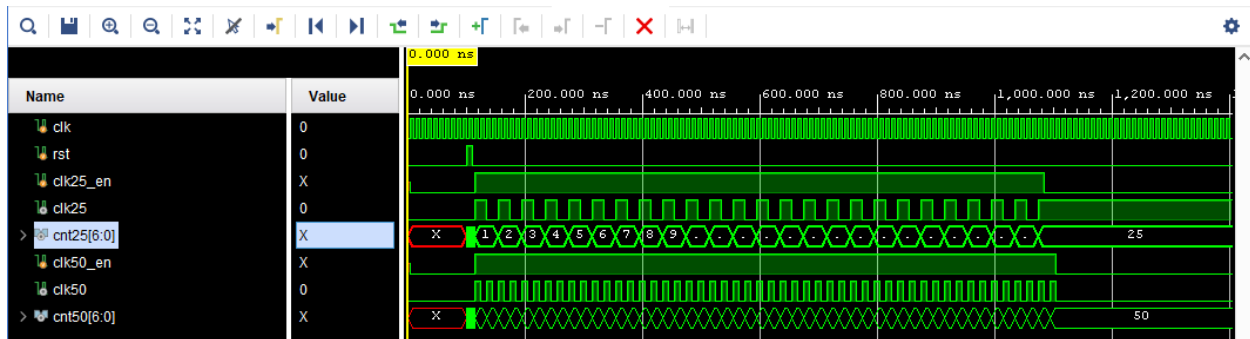 0.000 ns
Name Value 0.000 ns 200.000 ns 400.000 ns 600.000 ns 800.000 ns 1,000.000 ns 1,200.000 ns
clk 0
rst 0
clk25_en X
clk25 0
cnt25[6:0] X X 1 2 3 4 5 6 7 8 9 . . . . . . . . . . . . . . . 25
clk50_en X
clk50 0
cnt50[6:0] X X 50